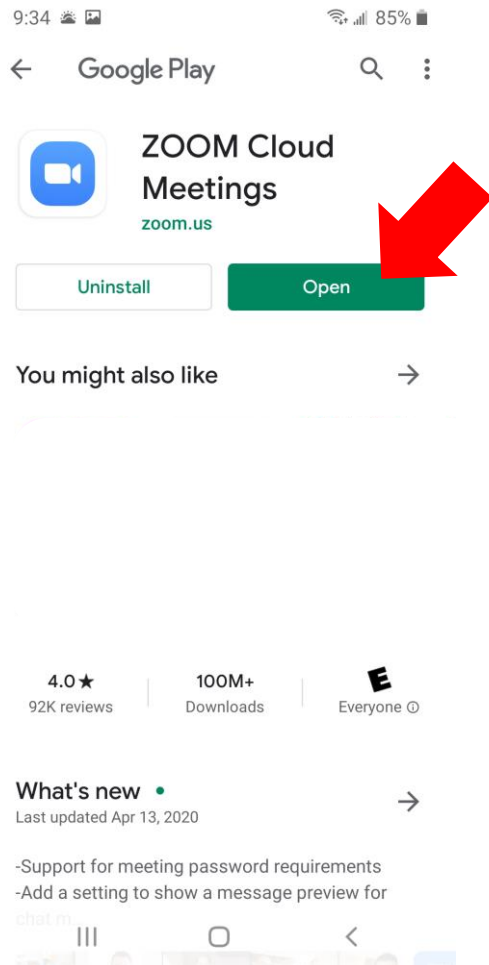 9:34 85%
Google Play
ZOOM Cloud
Meetings
zoom.us
Uninstall Open
You might also like
4.0★ 100M+ E
92K reviews Downloads Everyone
What's new •
Last updated Apr 13, 2020
-Support for meeting password requirements
-Add a setting to show a message preview for
chat m